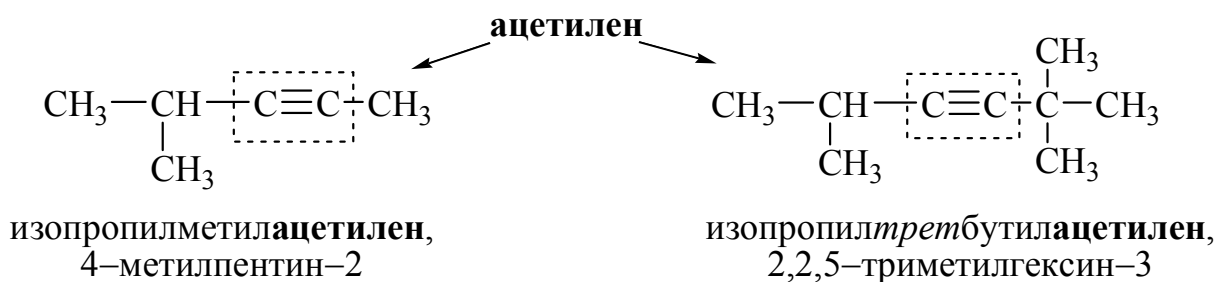 ацетилен
CH₃—CH—C≡C—CH₃
CH₃
изопропилметилацетилен,
4–метилпентин–2
CH₃
CH₃—CH—C≡C—C—CH₃
CH₃ CH₃
изопропилтретбутилацетилен,
2,2,5–триметилгексин–3